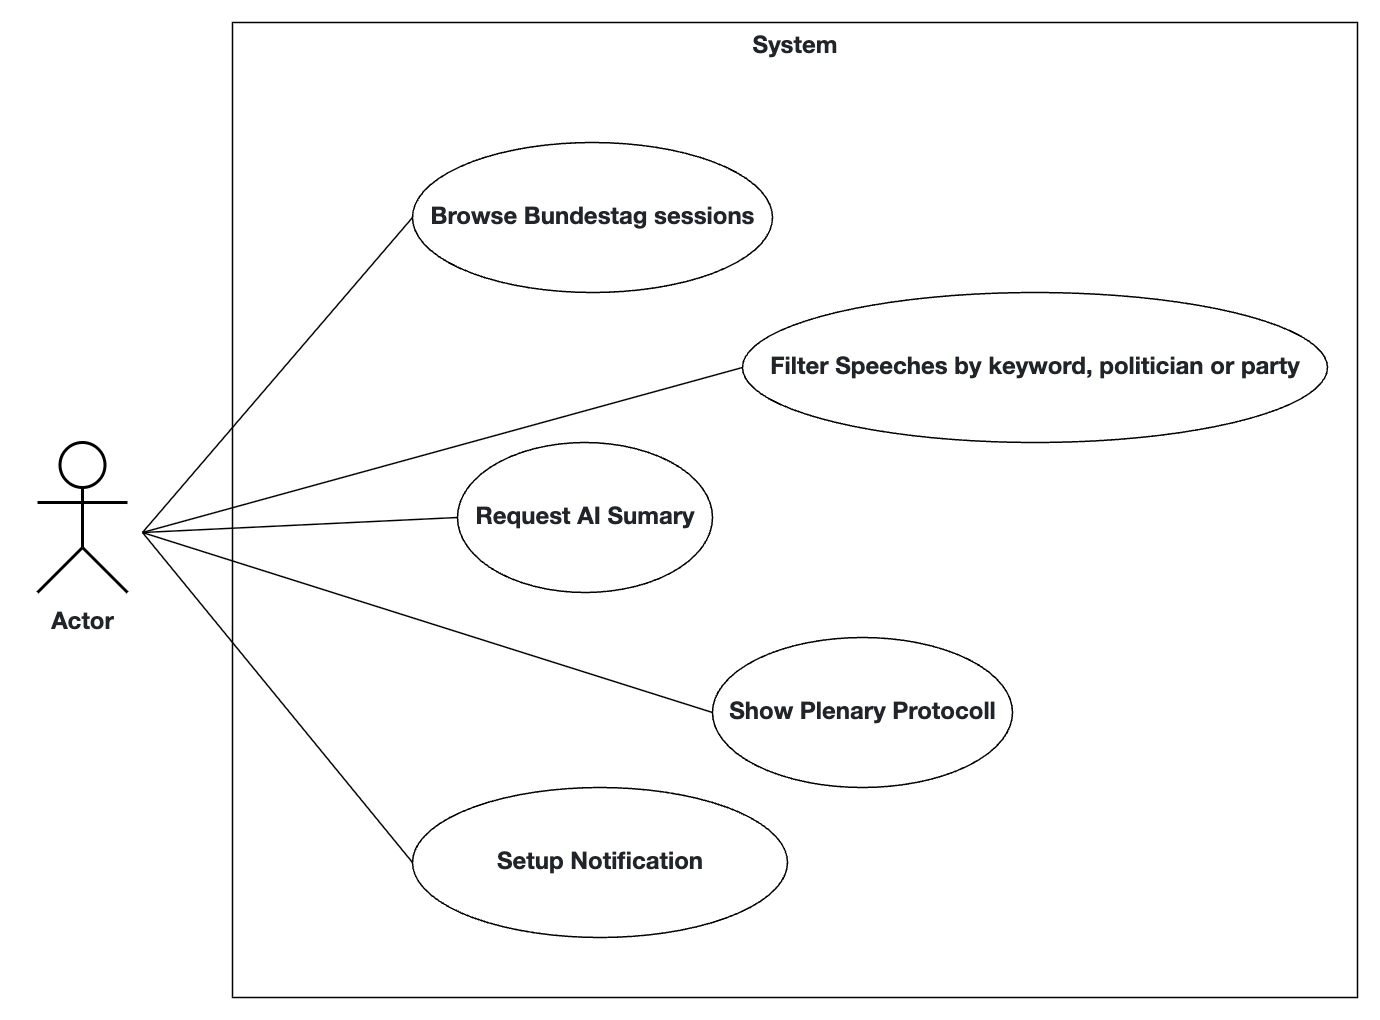 System
Browse Bundestag sessions
Filter Speeches by keyword, politician or party
Request AI Sumary
Actor
Show Plenary Protocoll
Setup Notification